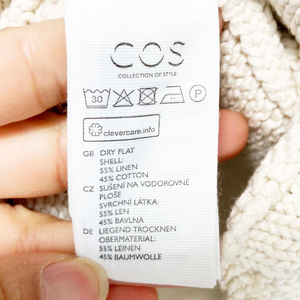 COS
COLLECTION OF STYLE
30 P
clevercare.info
GB DRY FLAT
SHELL:
55% LINEN
45% COTTON
CZ SUŠENÍ NA VODOROVNÉ
PLOŠE
SVRCHNÍ LÁTKA:
55% LEN
45% BAVLNA
DE LIEGEND TROCKNEN
OBERMATERIAL:
55% LEINEN
45% BAUMWOLLE